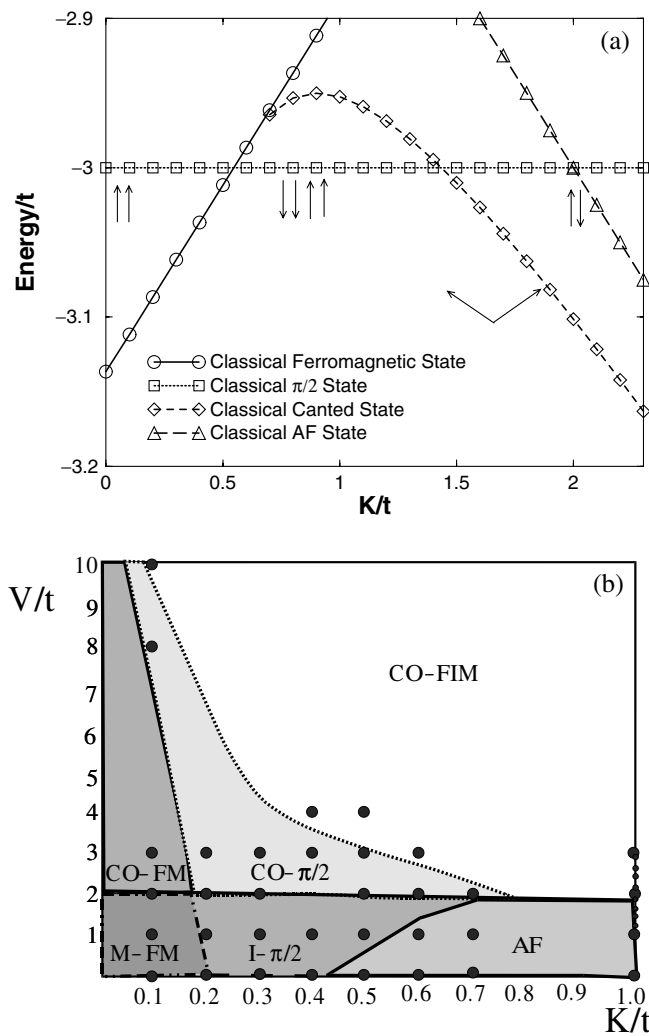 (a)
−2.9
−3
−3.1
−3.2
Energy/t
Classical Ferromagnetic State
Classical π/2 State
Classical Canted State
Classical AF State
0 0.5 1 1.5 2
K/t
(b)
V/t
10
9
8
7
6
5
4
3
2
1
CO-FIM
CO-FM CO-π/2
M-FM I-π/2 AF
0.1 0.2 0.3 0.4 0.5 0.6 0.7 0.8 0.9 1.0
K/t